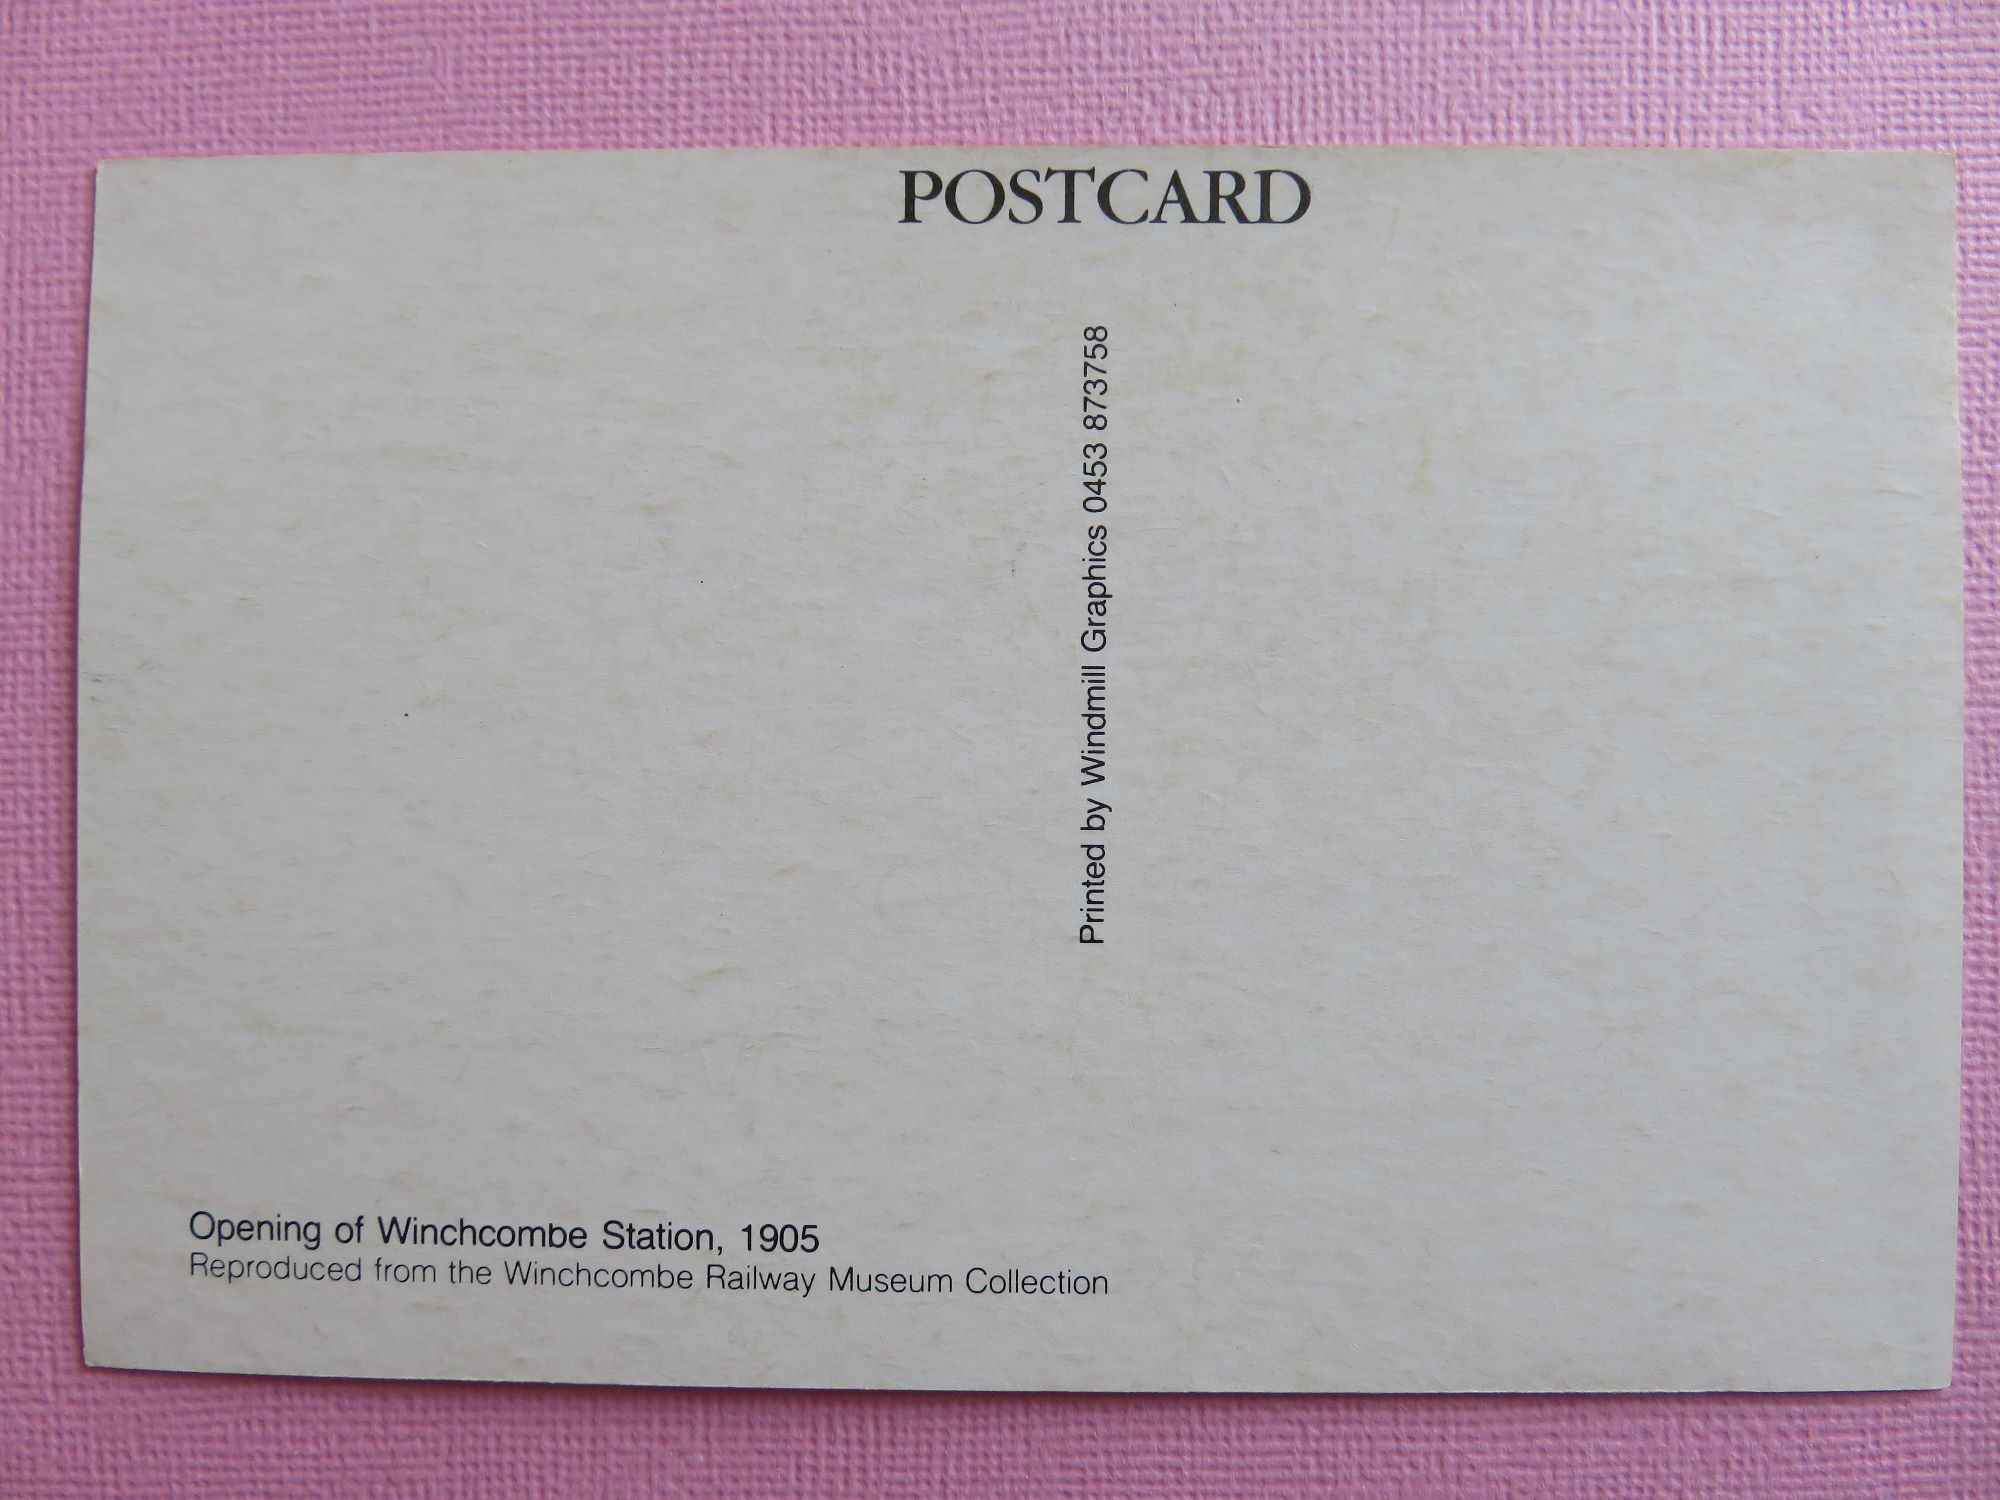 POSTCARD
Printed by Windmill Graphics 0453 873758
Opening of Winchcombe Station, 1905
Reproduced from the Winchcombe Railway Museum Collection